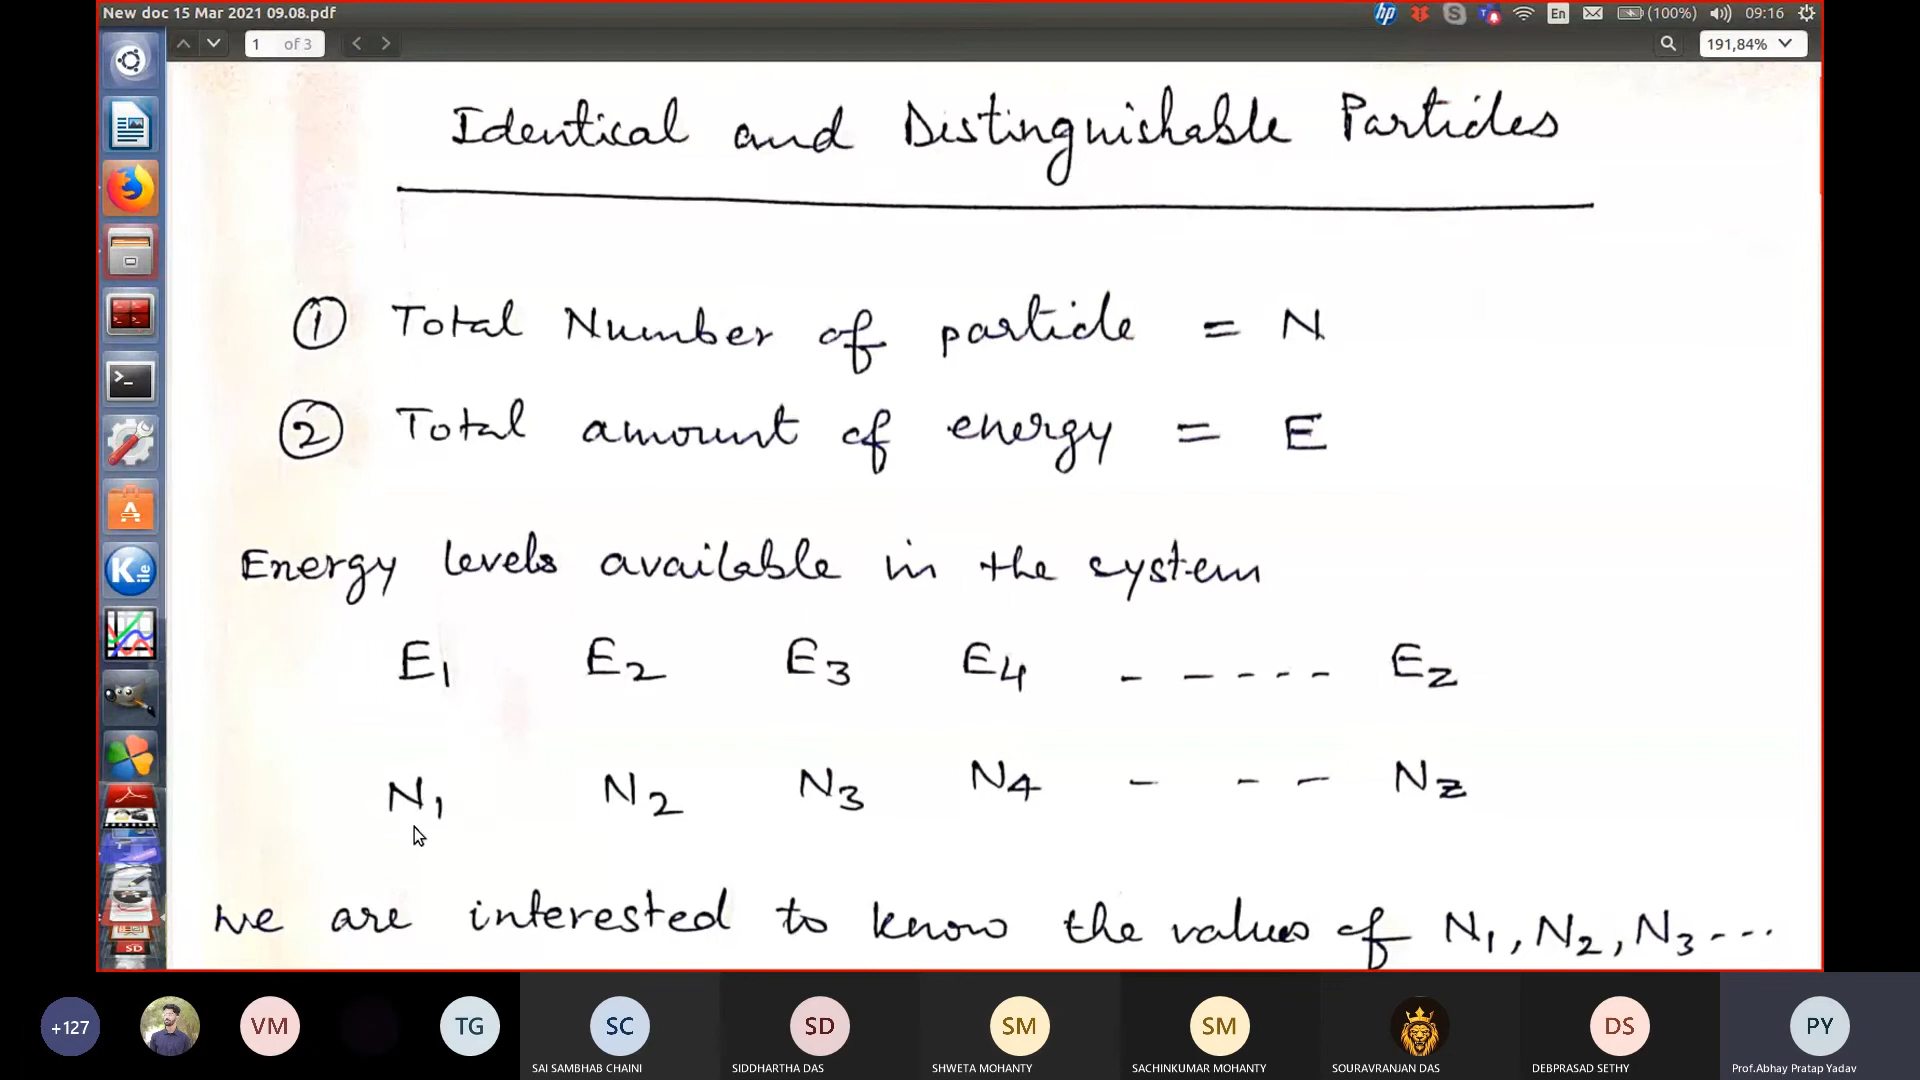 New doc 15 Mar 2021 09.08.pdf
En (100%) 09:16
1 of 3
191,84%
Identical and Distinguishable Particles
① Total Number of particle = N
② Total amount of energy = E
Energy levels available in the system
E1 E2 E3 E4 - - - - - - Ez
N1 N2 N3 N4 - - - Nz
we are interested to know the values of N1, N2, N3 - - -
+127 VM TG SC SD SM SM DS PY
SAI SAMBHAB CHAINI SIDDHARTHA DAS SHWETA MOHANTY SACHINKUMAR MOHANTY SOURAVRANJAN DAS DEBPRASAD SETHY Prof.Abhay Pratap Yadav